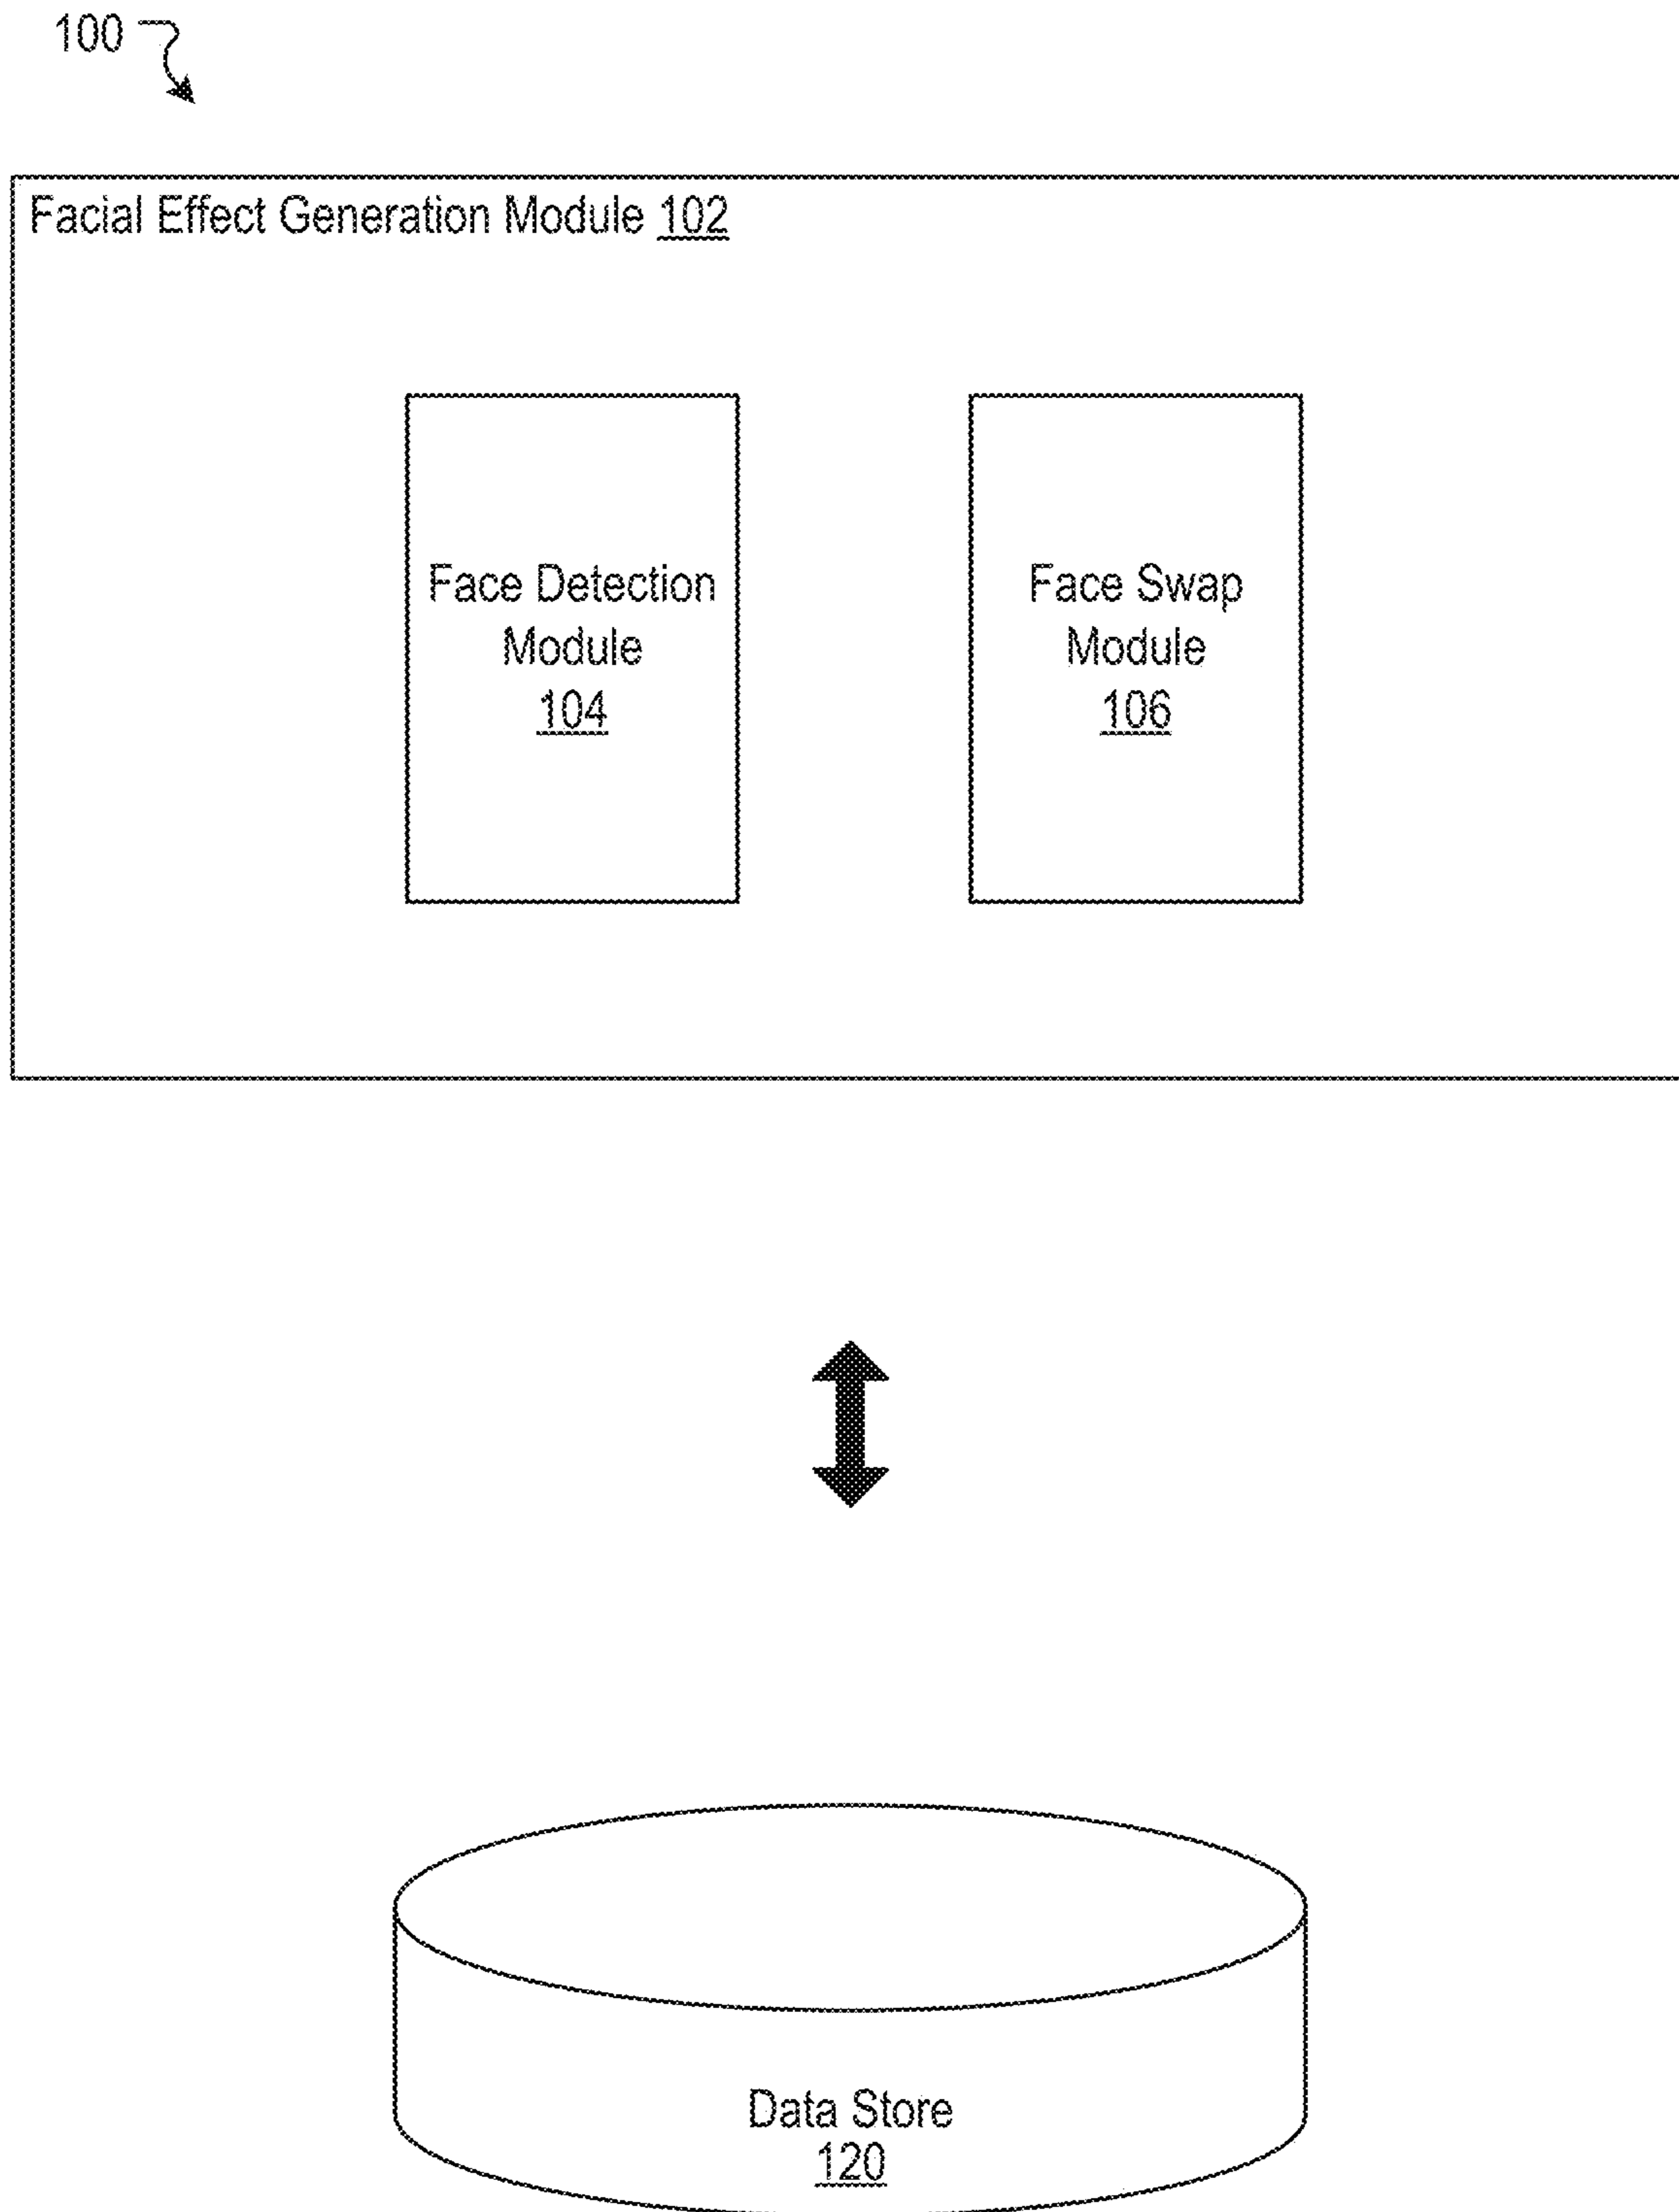 100
Facial Effect Generation Module 102
Face Detection
Module
104
Face Swap
Module
106
Data Store
120